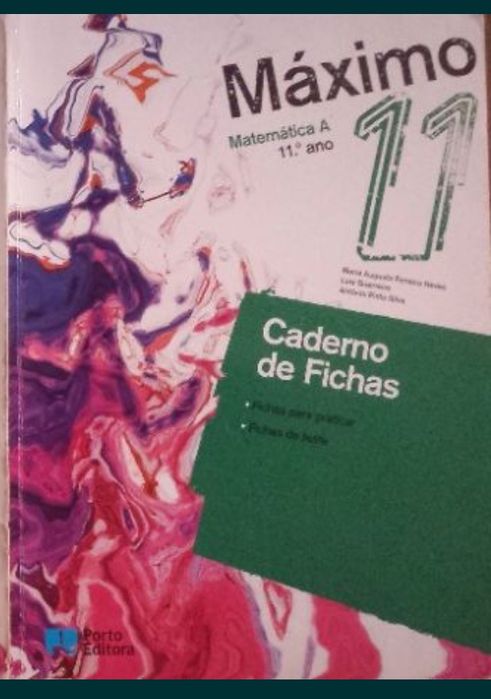 Máximo
Matemática A
11.º ano
11
Maria Augusta Ferreira Neves
Luís Guerreiro
António Pinto Silva
Caderno
de Fichas
• Fichas para praticar
• Fichas de teste
Porto
Editora